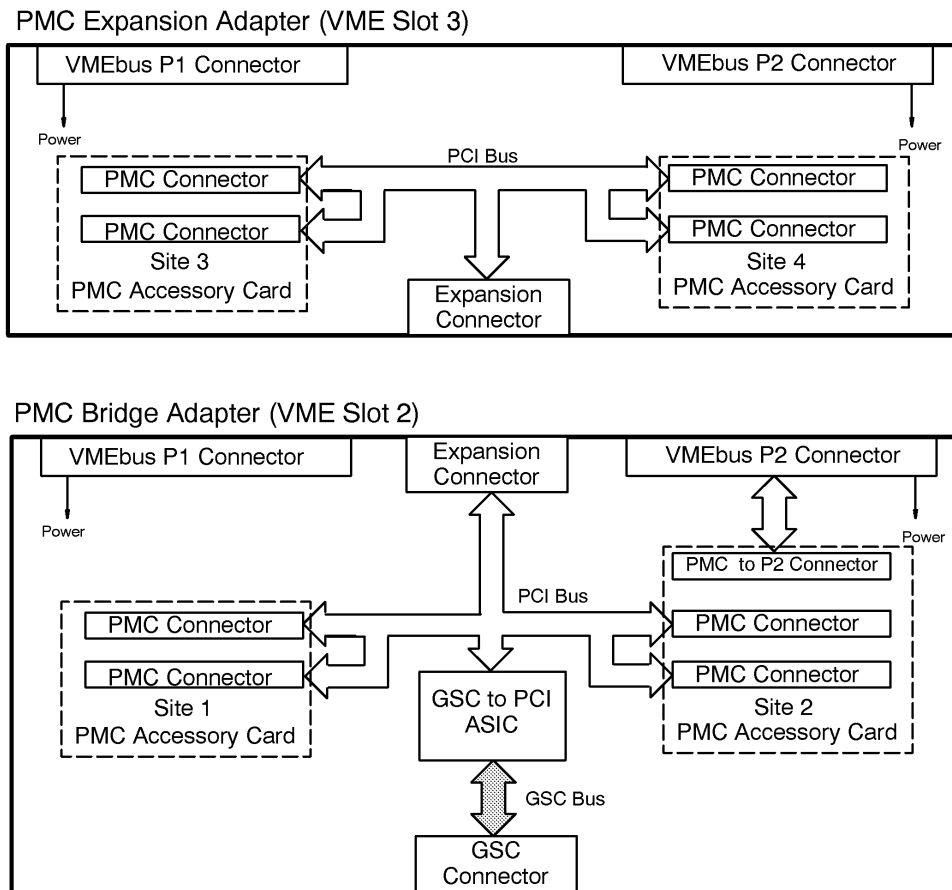 PMC Expansion Adapter (VME Slot 3)
VMEbus P1 Connector
VMEbus P2 Connector
Power
Power
PCI Bus
PMC Connector
PMC Connector
PMC Connector
PMC Connector
Site 3
PMC Accessory Card
Site 4
PMC Accessory Card
Expansion
Connector
PMC Bridge Adapter (VME Slot 2)
VMEbus P1 Connector
Expansion
Connector
VMEbus P2 Connector
Power
Power
PMC to P2 Connector
PCI Bus
PMC Connector
PMC Connector
PMC Connector
PMC Connector
Site 1
PMC Accessory Card
GSC to PCI
ASIC
Site 2
PMC Accessory Card
GSC Bus
GSC
Connector